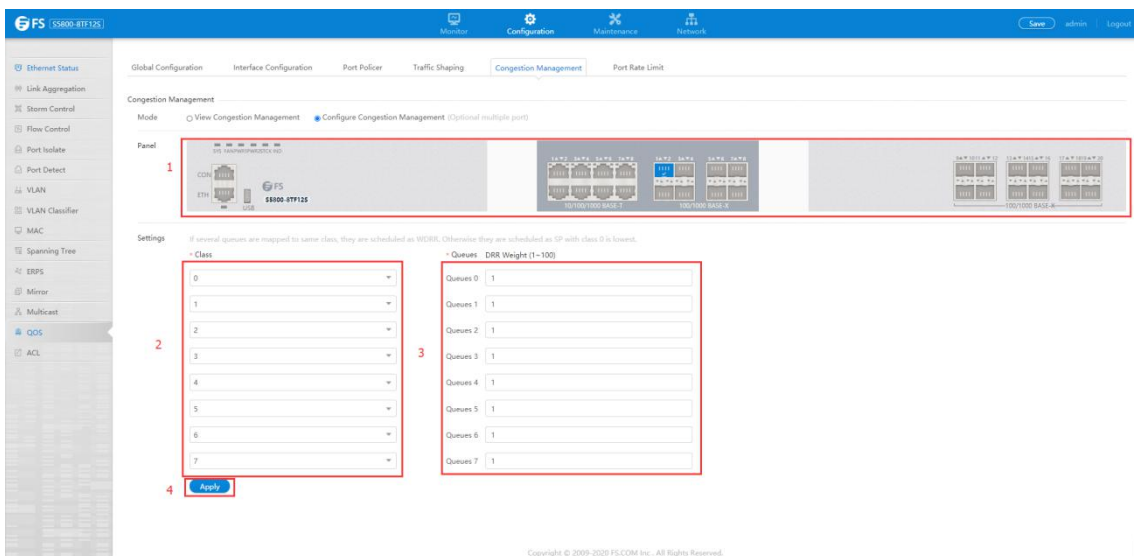 FS S5800-8TF12S
Monitor Configuration Maintenance Network
Save admin Logout
Ethernet Status
Link Aggregation
Storm Control
Flow Control
Port Isolate
Port Detect
VLAN
VLAN Classifier
MAC
Spanning Tree
ERPS
Mirror
Multicast
QOS
ACL
Global Configuration Interface Configuration Port Policer Traffic Shaping Congestion Management Port Rate Limit
Congestion Management
Mode View Congestion Management Configure Congestion Management (Optional multiple port)
Panel
1
CON
ETH
USB
FS
S5800-8TF12S
10/100/1000 BASE-T
100/1000 BASE-X
Settings If several queues are mapped to same class, they are scheduled as WDRR. Otherwise they are scheduled as SP with class 0 is lowest.
* Class * Queues DRR Weight (1~100)
0 Queues 0 1
1 Queues 1 1
2 Queues 2 1
2
3 Queues 3 1
3
4 Queues 4 1
5 Queues 5 1
6 Queues 6 1
7 Queues 7 1
4 Apply
Copyright © 2009-2020 FS.COM Inc.. All Rights Reserved.